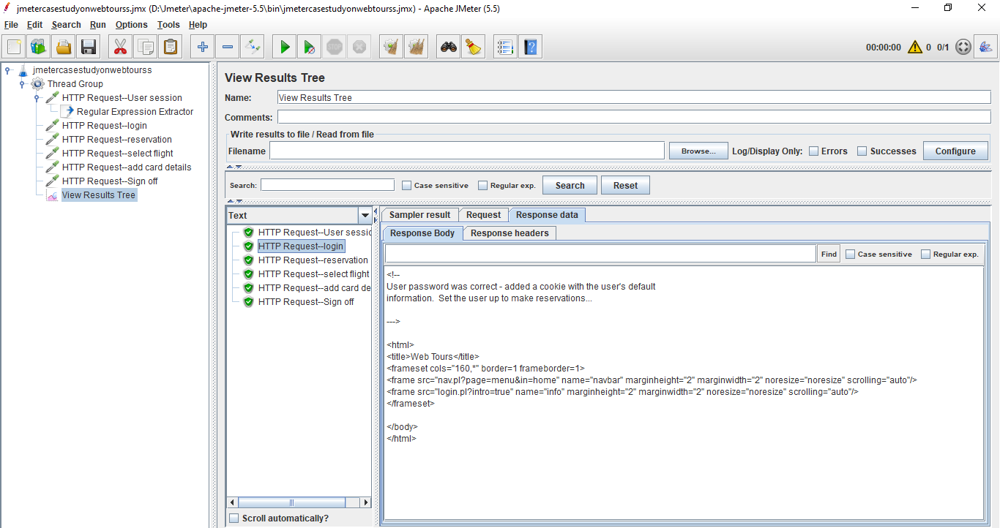 jmetercasestudyonwebtourss.jmx (D:\Jmeter\apache-jmeter-5.5\bin\jmetercasestudyonwebtourss.jmx) - Apache JMeter (5.5)
File Edit Search Run Options Tools Help
00:00:00 0 0/1
jmetercasestudyonwebtourss
Thread Group
HTTP Request--User session
Regular Expression Extractor
HTTP Request--login
HTTP Request--reservation
HTTP Request--select flight
HTTP Request--add card details
HTTP Request--Sign off
View Results Tree
View Results Tree
Name: View Results Tree
Comments:
Write results to file / Read from file
Filename Browse... Log/Display Only: Errors Successes Configure
Search: Case sensitive Regular exp. Search Reset
Text
HTTP Request--User sessio
HTTP Request--login
HTTP Request--reservation
HTTP Request--select flight
HTTP Request--add card de
HTTP Request--Sign off
Scroll automatically?
Sampler result Request Response data
Response Body Response headers
Find Case sensitive Regular exp.
<!--
User password was correct - added a cookie with the user's default
information.  Set the user up to make reservations...
--->
<html>
<title>Web Tours</title>
<frameset cols="160,*" border=1 frameborder=1>
<frame src="nav.pl?page=menu&in=home" name="navbar" marginheight="2" marginwidth="2" noresize="noresize" scrolling="auto"/>
<frame src="login.pl?intro=true" name="info" marginheight="2" marginwidth="2" noresize="noresize" scrolling="auto"/>
</frameset>
</body>
</html>